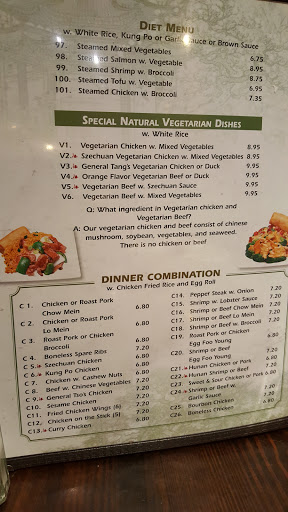 DIET MENU
w. White Rice, Kung Po or Garlic Sauce or Brown Sauce
97. Steamed Mixed Vegetables 6.75
98. Steamed Salmon w. Vegetable 8.95
99. Steamed Shrimp w. Broccoli 8.95
100. Steamed Tofu w. Vegetable 6.95
101. Steamed Chicken w. Broccoli 7.35
SPECIAL NATURAL VEGETARIAN DISHES
w. White Rice
V1. Vegetarian Chicken w. Mixed Vegetables 8.95
V2. Szechuan Vegetarian Chicken w. Mixed Vegetables 8.95
V3. General Tang's Vegetarian Chicken or Duck 9.95
V4. Orange Flavor Vegetarian Beef or Duck 9.95
V5. Vegetarian Beef w. Szechuan Sauce 9.95
V6. Vegetarian Beef w. Mixed Vegetables 9.95
Q: What ingredient in Vegetarian chicken and
Vegetarian Beef?
A: Our vegetarian chicken and beef consist of chinese
mushroom, soybean, vegetables, and seaweed.
There is no chicken or beef
DINNER COMBINATION
w. Chicken Fried Rice and Egg Roll
C 1. Chicken or Roast Pork
Chow Mein 6.80
C 2. Chicken or Roast Pork
Lo Mein 6.80
C 3. Roast Pork or Chicken
Broccoli 7.20
C 4. Boneless Spare Ribs 7.20
C 5. Szechuan Chicken 6.80
C 6. Kung Po Chicken 6.80
C 7. Chicken w. Cashew Nuts 6.80
C 8. Beef w. Chinese Vegetables 7.20
C 9. General Tso's Chicken 7.20
C10. Sesame Chicken 7.20
C11. Fried Chicken Wings (6) 7.20
C12. Chicken on the Stick (5) 7.20
C13. Curry Chicken 6.80
C14. Pepper Steak w. Onion 7.20
C15. Shrimp w. Lobster Sauce 7.20
C16. Shrimp or Beef Chow Mein 7.20
C17. Shrimp or Beef Lo Mein 7.20
C18. Shrimp or Beef w. Broccoli 7.20
C19. Roast Pork or Chicken
Egg Foo Young 6.80
C20. Shrimp or Beef
Egg Foo Young 7.20
C21. Hunan Chicken or Pork 6.80
C22. Hunan Shrimp or Beef 7.20
C23. Sweet & Sour Chicken or Pork 6.80
C24. Shrimp or Beef w.
Garlic Sauce 7.20
C25. Bourbon Chicken 7.20
C26. Boneless Chicken 6.80